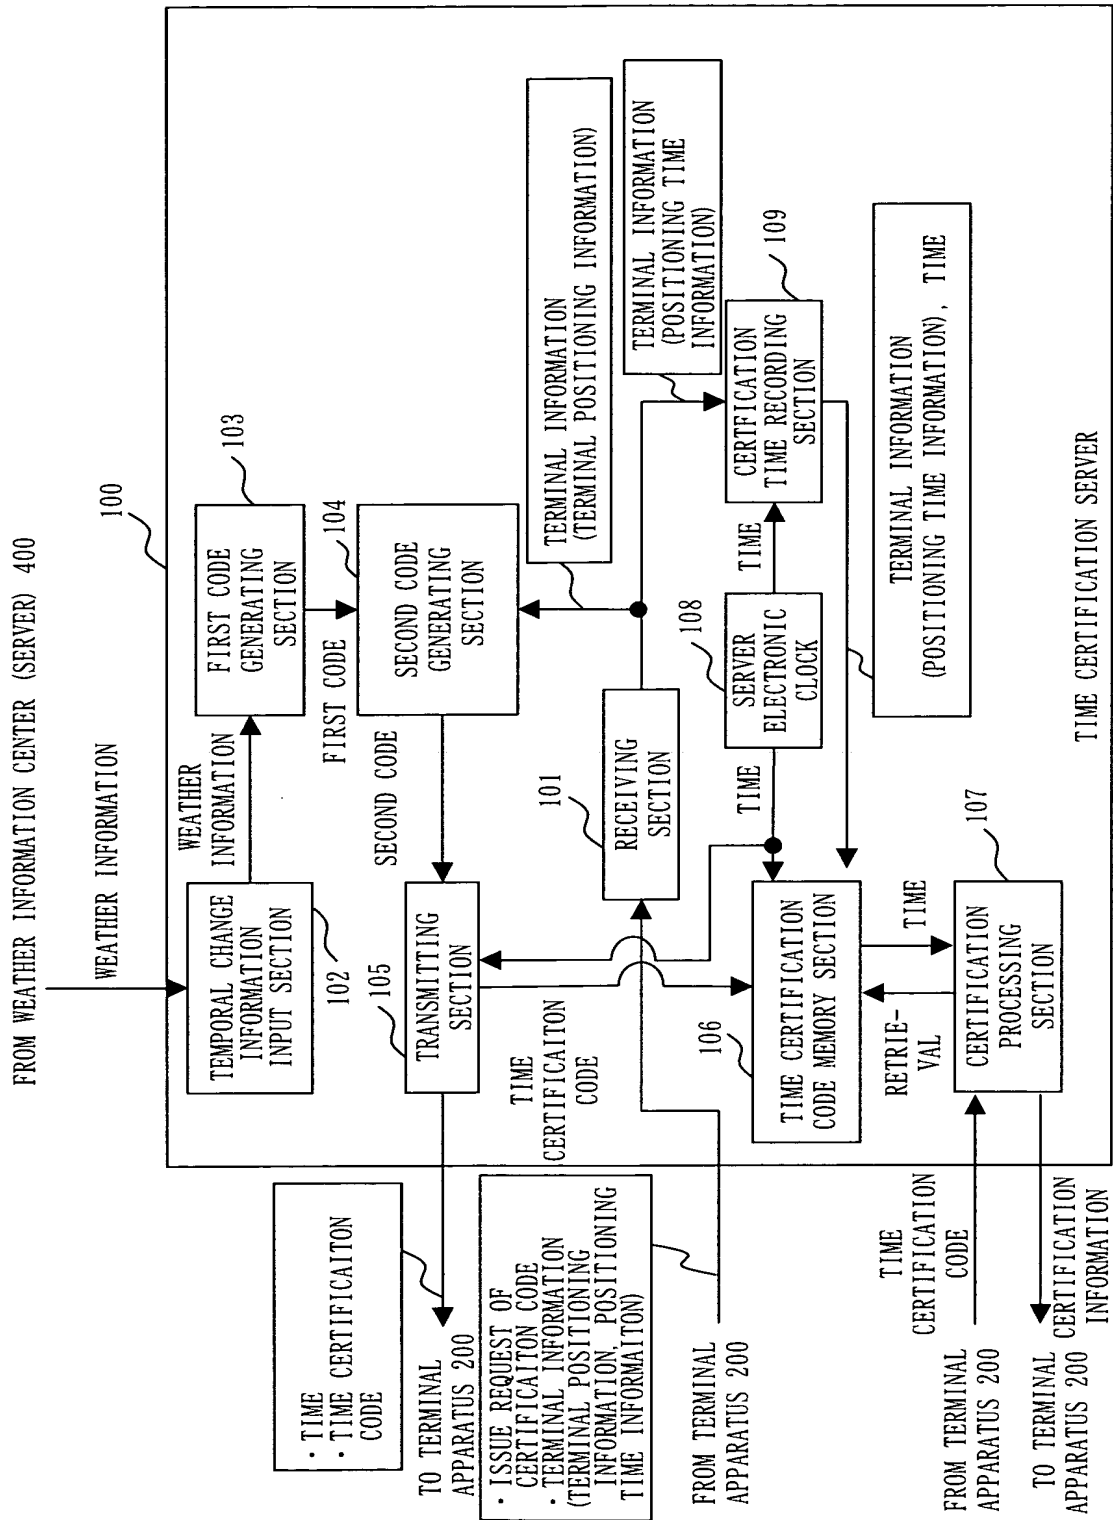 FROM WEATHER INFORMATION CENTER (SERVER) 400
WEATHER INFORMATION
100
TEMPORAL CHANGE
INFORMATION
INPUT SECTION
102
WEATHER
INFORMATION
FIRST CODE
GENERATING
SECTION
103
FIRST CODE
SECOND CODE
GENERATING
SECTION
104
SECOND CODE
TRANSMITTING
SECTION
105
· TIME
· TIME CERTIFICAITON
CODE
TO TERMINAL
APPARATUS 200
TIME
CERTIFICAITON
CODE
TERMINAL INFORMATION
(TERMINAL POSITIONING INFORMATION)
RECEIVING
SECTION
101
· ISSUE REQUEST OF
CERTIFICAITON CODE
· TERMINAL INFORMATION
(TERMINAL POSITIONING
INFORMATION, POSITIONING
TIME INFORMAITON)
FROM TERMINAL
APPARATUS 200
TERMINAL INFORMATION
(POSITIONING TIME
INFORMATION)
CERTFICATION
TIME RECORDING
SECTION
109
TIME
SERVER
ELECTRONIC
CLOCK
108
TIME
TIME CERTIFICATION
CODE MEMORY SECTION
106
TERMINAL INFORMATION
(POSITIONING TIME INFORMATION), TIME
RETRIE-
VAL
TIME
CERTIFICATION
PROCESSING
SECTION
107
TIME
CERTIFICATION
CODE
FROM TERMINAL
APPARATUS 200
TO TERMINAL
APPARATUS 200
CERTIFICATION
INFORMATION
TIME CERTIFICATION SERVER